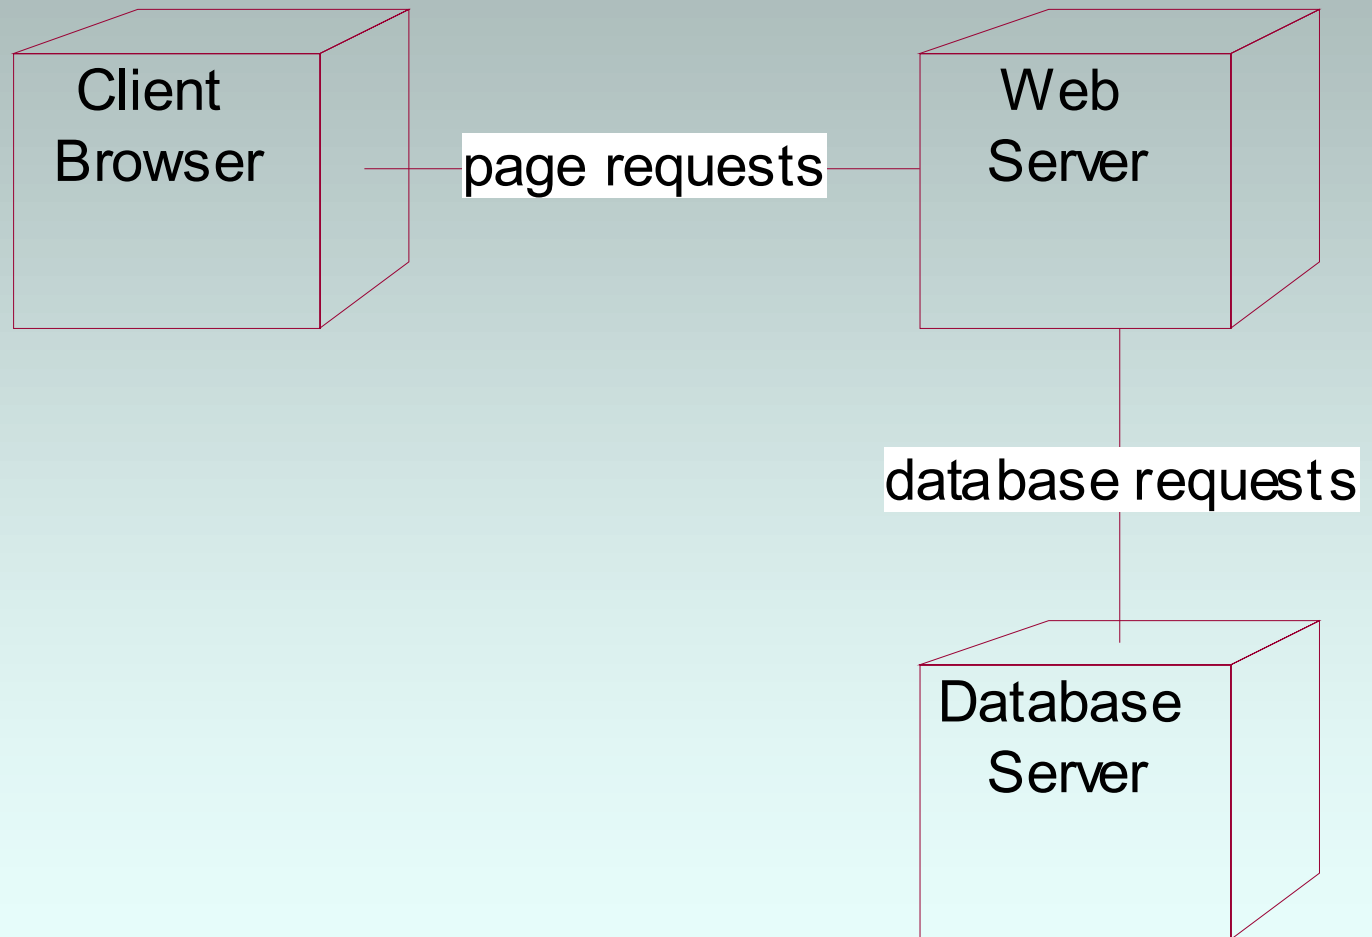 Client
Browser
page requests
Web
Server
database requests
Database
Server